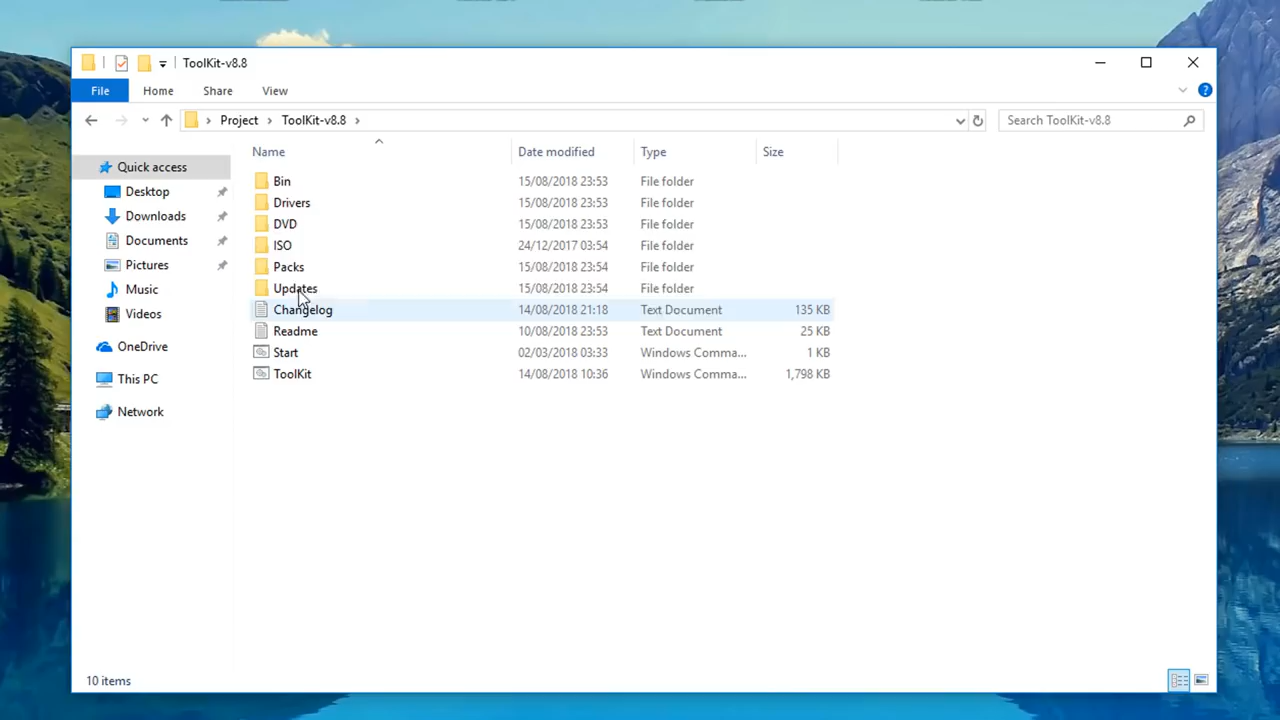 ToolKit-v8.8
File Home Share View
Project ToolKit-v8.8 Search ToolKit-v8.8
Name Date modified Type Size
Quick access
Desktop
Downloads
Documents
Pictures
Music
Videos
OneDrive
This PC
Network
Bin 15/08/2018 23:53 File folder
Drivers 15/08/2018 23:53 File folder
DVD 15/08/2018 23:53 File folder
ISO 24/12/2017 03:54 File folder
Packs 15/08/2018 23:54 File folder
Updates 15/08/2018 23:54 File folder
Changelog 14/08/2018 21:18 Text Document 135 KB
Readme 10/08/2018 23:53 Text Document 25 KB
Start 02/03/2018 03:33 Windows Comma... 1 KB
ToolKit 14/08/2018 10:36 Windows Comma... 1,798 KB
10 items